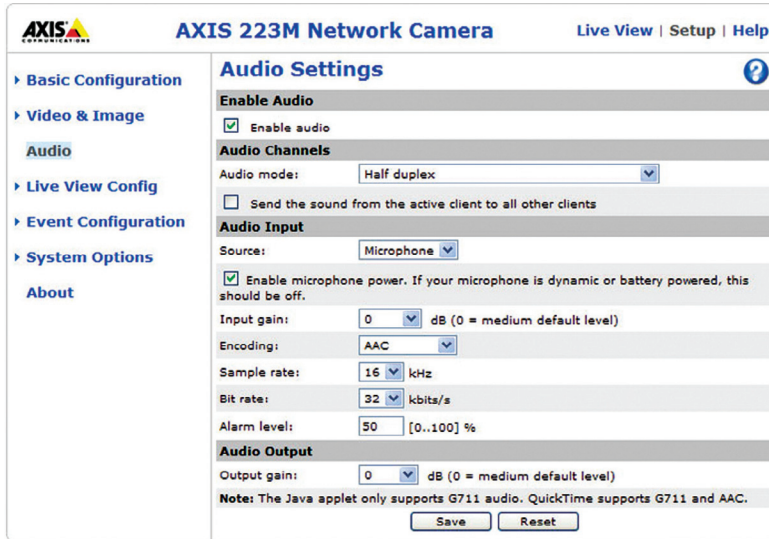 AXIS
COMMUNICATIONS
AXIS 223M Network Camera
Live View | Setup | Help
Basic Configuration
Video & Image
Audio
Live View Config
Event Configuration
System Options
About
Audio Settings
?
Enable Audio
Enable audio
Audio Channels
Audio mode: Half duplex
Send the sound from the active client to all other clients
Audio Input
Source: Microphone
Enable microphone power. If your microphone is dynamic or battery powered, this
should be off.
Input gain: 0 dB (0 = medium default level)
Encoding: AAC
Sample rate: 16 kHz
Bit rate: 32 kbits/s
Alarm level: 50 [0..100] %
Audio Output
Output gain: 0 dB (0 = medium default level)
Note: The Java applet only supports G711 audio. QuickTime supports G711 and AAC.
Save Reset